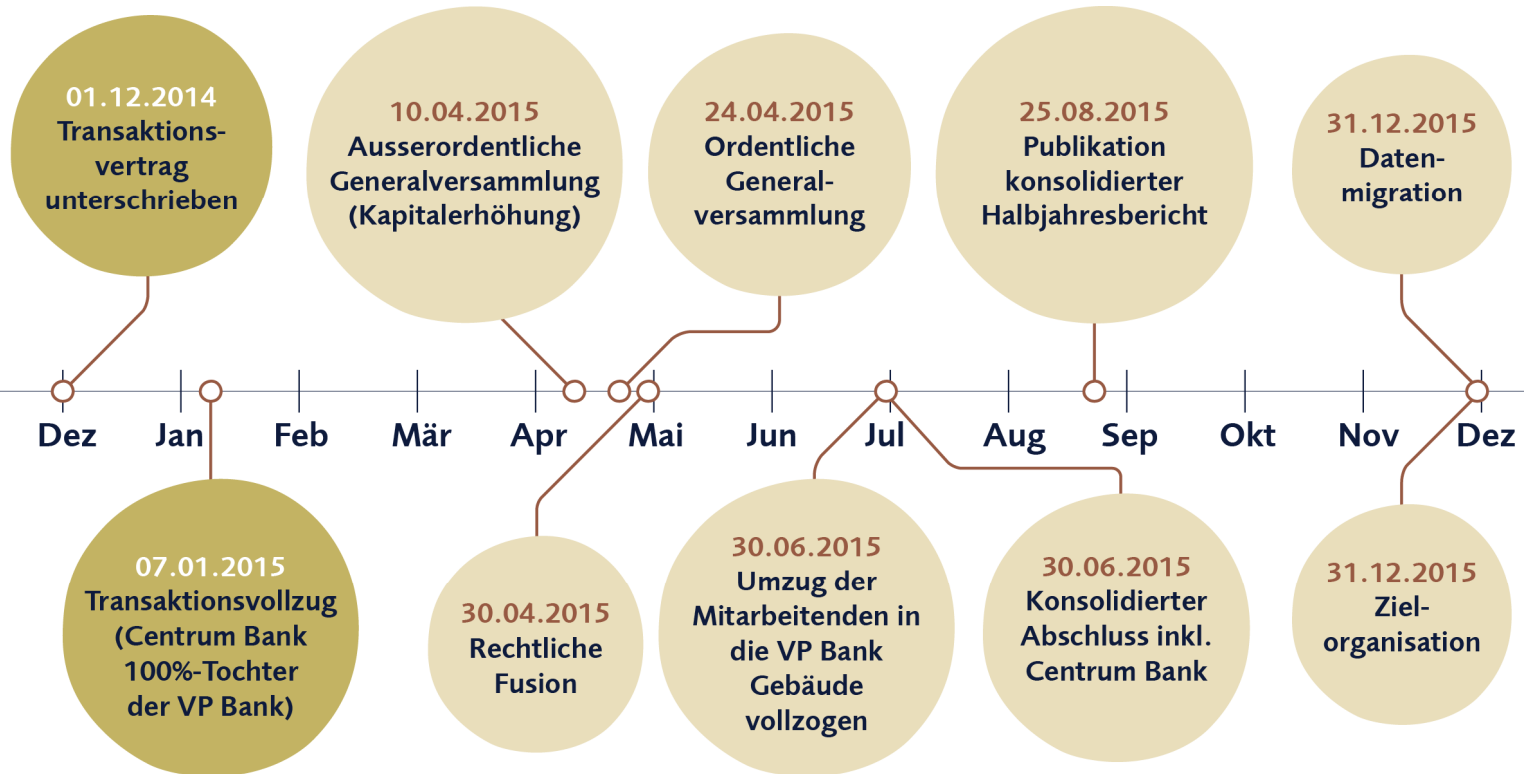 01.12.2014
Transaktions-
vertrag
unterschrieben
10.04.2015
Ausserordentliche
Generalversammlung
(Kapitalerhöhung)
24.04.2015
Ordentliche
General-
versammlung
25.08.2015
Publikation
konsolidierter
Halbjahresbericht
31.12.2015
Daten-
migration
Dez Jan Feb Mär Apr Mai Jun Jul Aug Sep Okt Nov Dez
07.01.2015
Transaktionsvollzug
(Centrum Bank
100%-Tochter
der VP Bank)
30.04.2015
Rechtliche
Fusion
30.06.2015
Umzug der
Mitarbeitenden in
die VP Bank
Gebäude
vollzogen
30.06.2015
Konsolidierter
Abschluss inkl.
Centrum Bank
31.12.2015
Ziel-
organisation